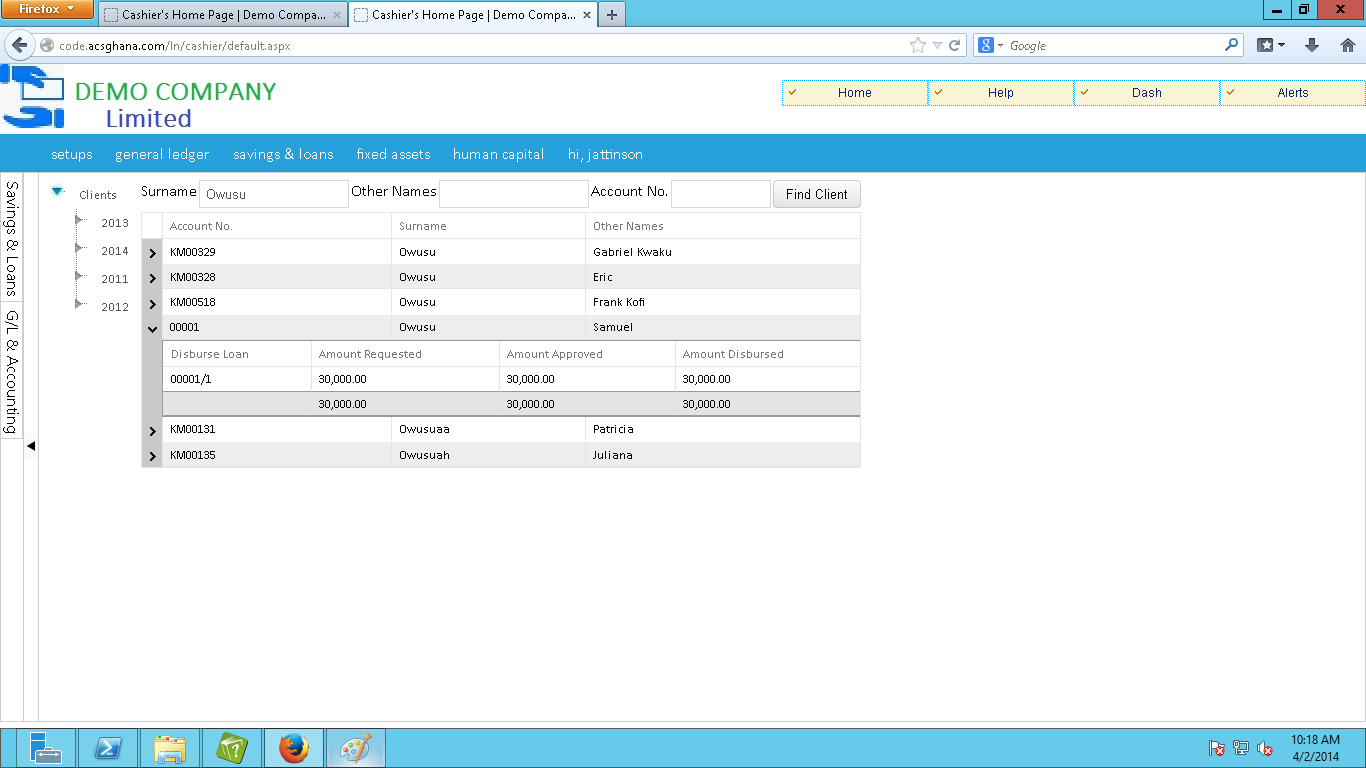 Firefox
Cashier's Home Page | Demo Compa...
Cashier's Home Page | Demo Compa...
code.acsghana.com/ln/cashier/default.aspx
Google
DEMO COMPANY
Limited
Home Help Dash Alerts
setups general ledger savings & loans fixed assets human capital hi, jattinson
Savings & Loans
G/L & Accounting
Clients
2013
2014
2011
2012
Surname Owusu Other Names Account No. Find Client
Account No. Surname Other Names
KM00329 Owusu Gabriel Kwaku
KM00328 Owusu Eric
KM00518 Owusu Frank Kofi
00001 Owusu Samuel
Disburse Loan Amount Requested Amount Approved Amount Disbursed
00001/1 30,000.00 30,000.00 30,000.00
30,000.00 30,000.00 30,000.00
KM00131 Owusuaa Patricia
KM00135 Owusuah Juliana
10:18 AM
4/2/2014